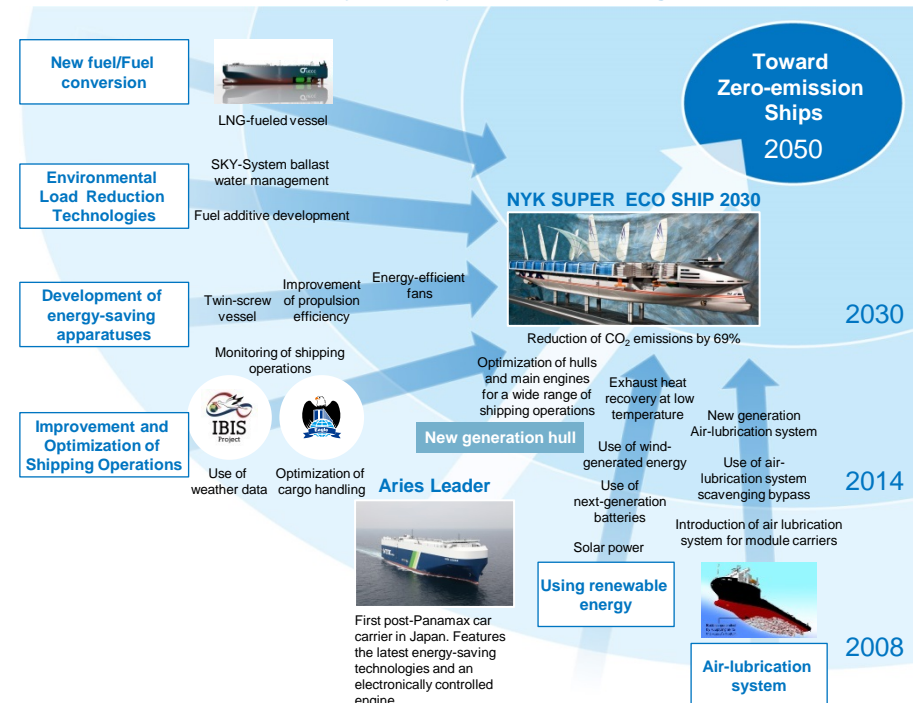 New fuel/Fuel
conversion
LNG-fueled vessel
Toward
Zero-emission
Ships
2050
Environmental
Load Reduction
Technologies
SKY-System ballast
water management
Fuel additive development
NYK SUPER ECO SHIP 2030
Reduction of CO2 emissions by 69%
2030
Development of
energy-saving
apparatuses
Twin-screw
vessel
Improvement
of propulsion
efficiency
Energy-efficient
fans
Improvement and
Optimization of
Shipping Operations
Monitoring of shipping
operations
IBIS
Project
Eagle
Use of
weather data
Optimization of
cargo handling
Optimization of hulls
and main engines
for a wide range of
shipping operations
New generation hull
Exhaust heat
recovery at low
temperature
Use of wind-
generated energy
Use of
next-generation
batteries
Solar power
Using renewable
energy
New generation
Air-lubrication system
Use of air-
lubrication system
scavenging bypass
Introduction of air lubrication
system for module carriers
Air-lubrication
system
2014
2008
Aries Leader
First post-Panamax car
carrier in Japan. Features
the latest energy-saving
technologies and an
electronically controlled
engine